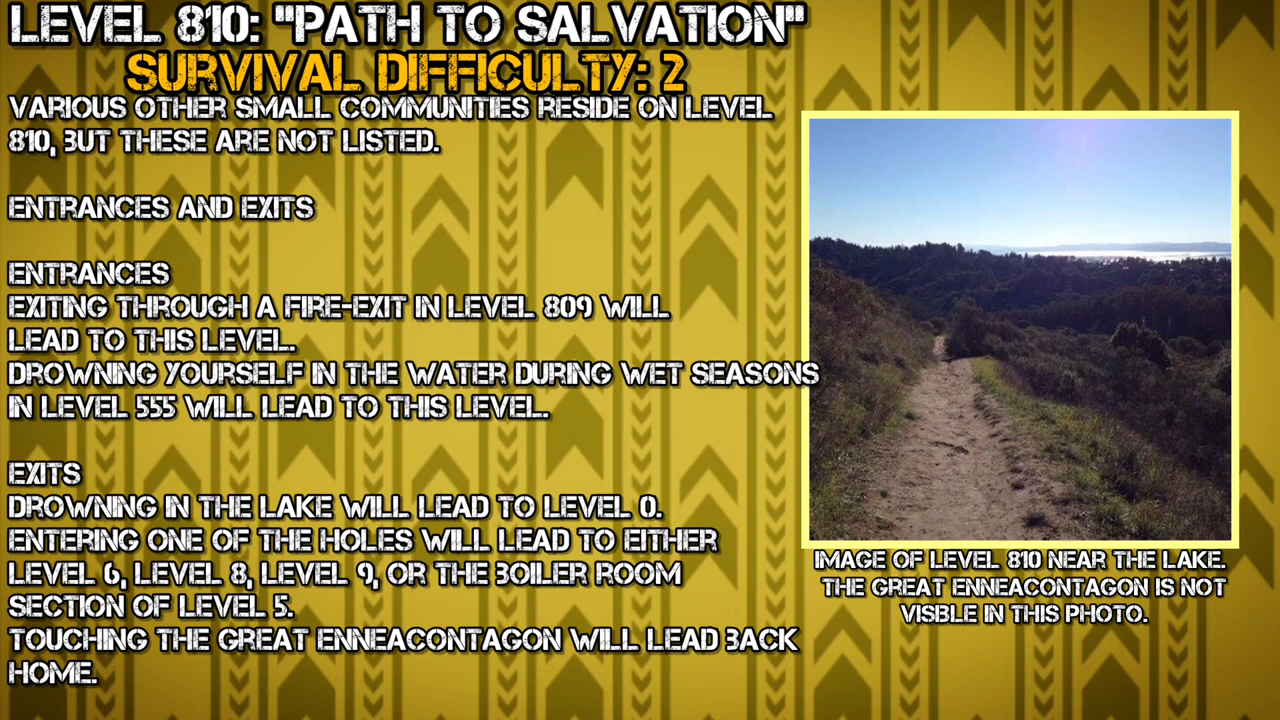 LEVEL 810: "PATH TO SALVATION"
SURVIVAL DIFFICULTY: 2
VARIOUS OTHER SMALL COMMUNITIES RESIDE ON LEVEL
810, BUT THESE ARE NOT LISTED.
ENTRANCES AND EXITS
ENTRANCES
EXITING THROUGH A FIRE-EXIT IN LEVEL 809 WILL
LEAD TO THIS LEVEL.
DROWNING YOURSELF IN THE WATER DURING WET SEASONS
IN LEVEL 555 WILL LEAD TO THIS LEVEL.
EXITS
DROWNING IN THE LAKE WILL LEAD TO LEVEL 0.
ENTERING ONE OF THE HOLES WILL LEAD TO EITHER
LEVEL 6, LEVEL 8, LEVEL 9, OR THE BOILER ROOM
SECTION OF LEVEL 5.
TOUCHING THE GREAT ENNEACONTAGON WILL LEAD BACK
HOME.
IMAGE OF LEVEL 810 NEAR THE LAKE.
THE GREAT ENNEACONTAGON IS NOT
VISBLE IN THIS PHOTO.